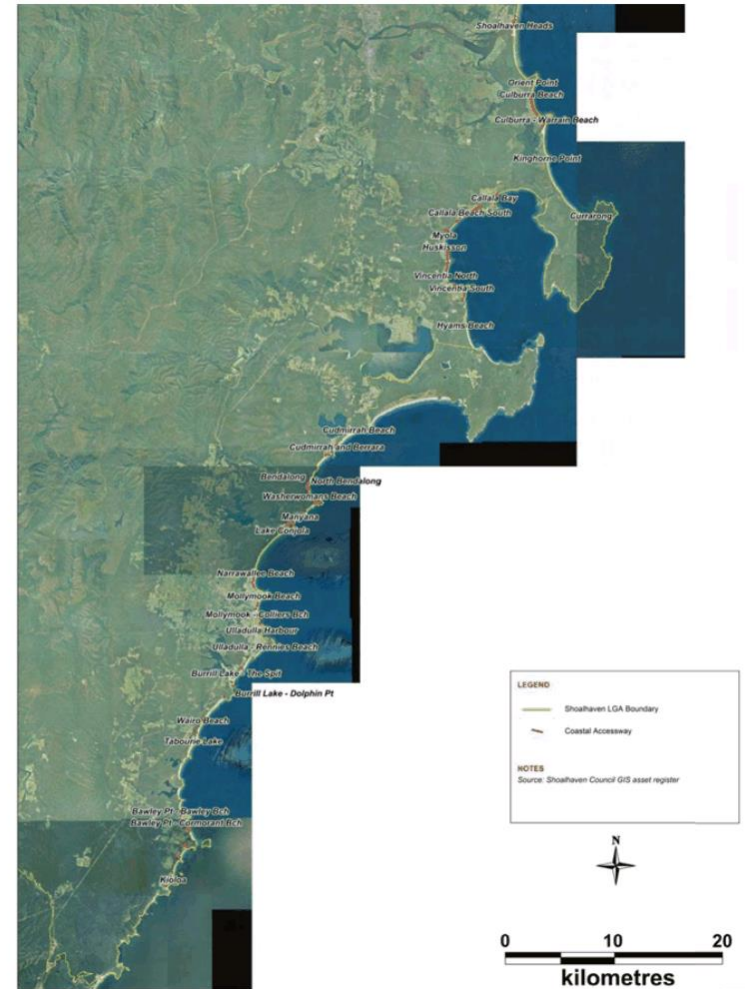 Shoalhaven Heads
Orient Point
Culburra Beach
Culburra - Warrain Beach
Kinghorne Point
Callala Bay
Callala Beach South
Currarong
Myola
Huskisson
Vincentia North
Vincentia South
Hyams Beach
Cudmirrah Beach
Cudmirrah and Berrara
Bendalong
North Bendalong
Washerwomans Beach
Manyana
Lake Conjola
Narrawallee Beach
Mollymook Beach
Mollymook - Colliers Bch
Ulladulla Harbour
Ulladulla - Rennies Beach
Burrill Lake - The Spit
Burrill Lake - Dolphin Pt
Wairo Beach
Tabourie Lake
Bawley Pt - Bawley Bch
Bawley Pt - Cormorant Bch
Kioloa
LEGEND
Shoalhaven LGA Boundary
Coastal Accessway
NOTES
Source: Shoalhaven Council GIS asset register
N
0 10 20
kilometres